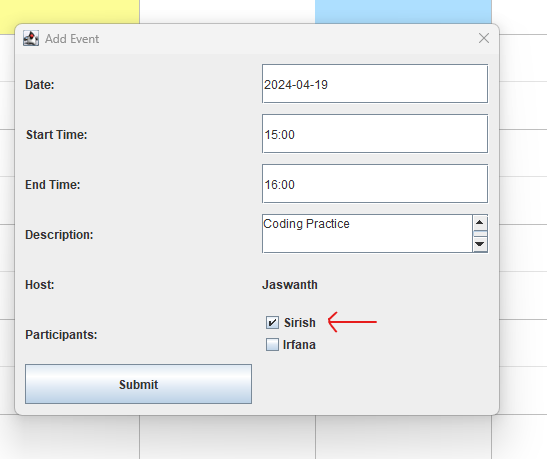 Add Event
Date: 2024-04-19
Start Time: 15:00
End Time: 16:00
Description: Coding Practice
Host: Jaswanth
Participants:
Sirish
Irfana
Submit